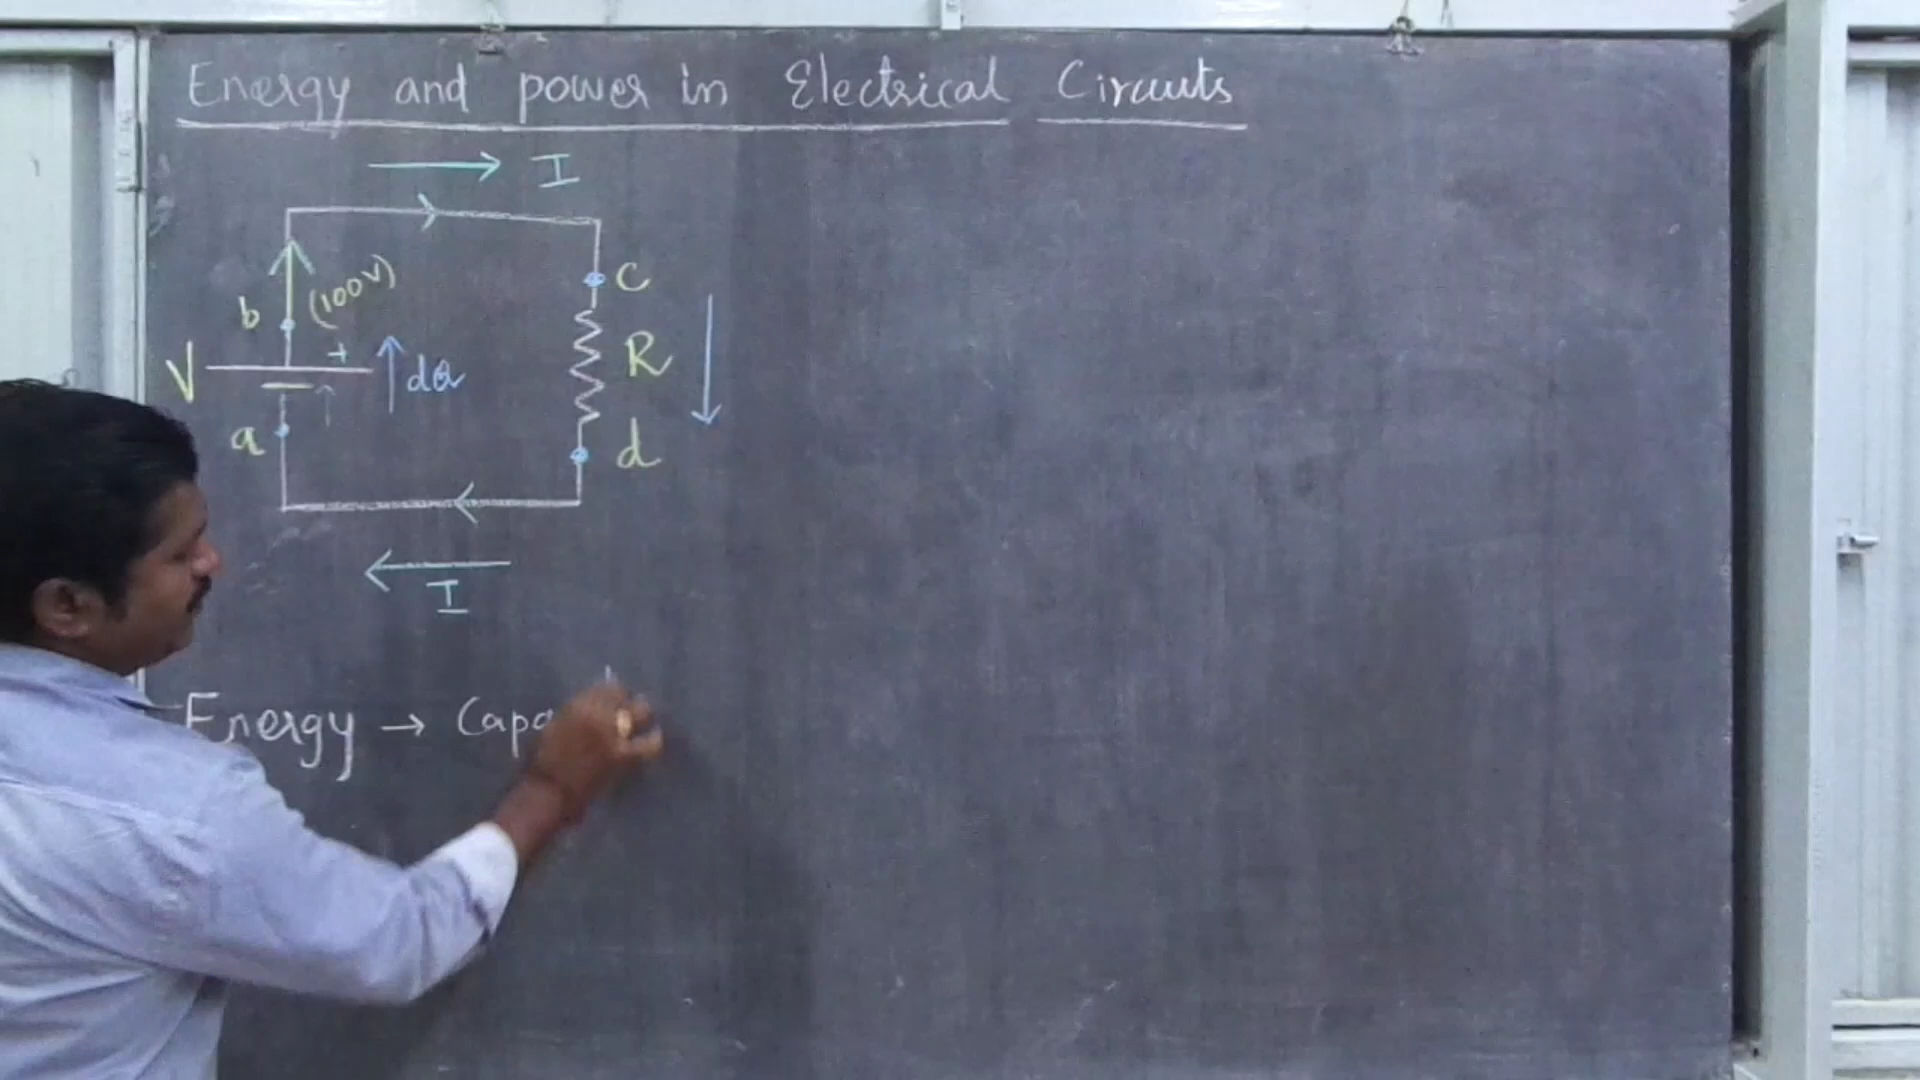 Energy and power in Electrical Circuits
I
b (100V)
c
V
+
dQ
R
a
d
I
Energy → Capa